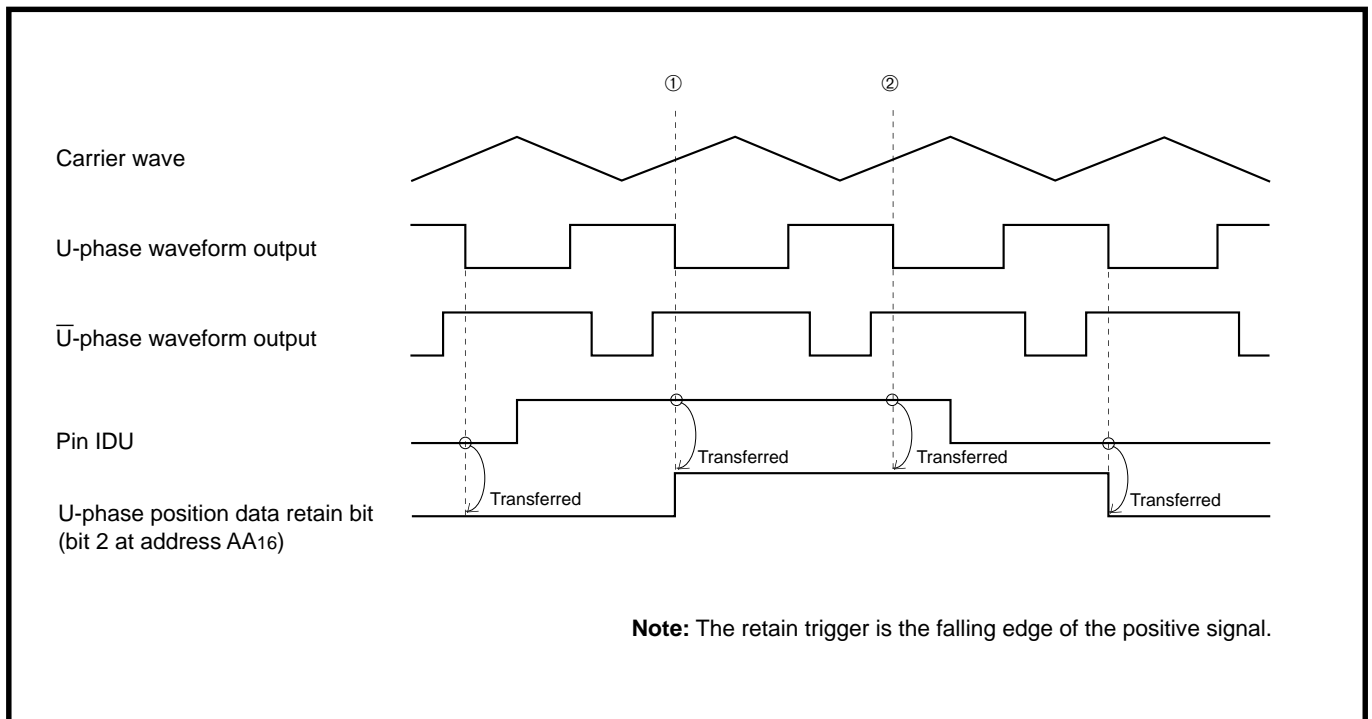 ① ②
Carrier wave
U-phase waveform output
U̅-phase waveform output
Pin IDU
Transferred Transferred
Transferred Transferred
U-phase position data retain bit
(bit 2 at address AA16)
Note: The retain trigger is the falling edge of the positive signal.